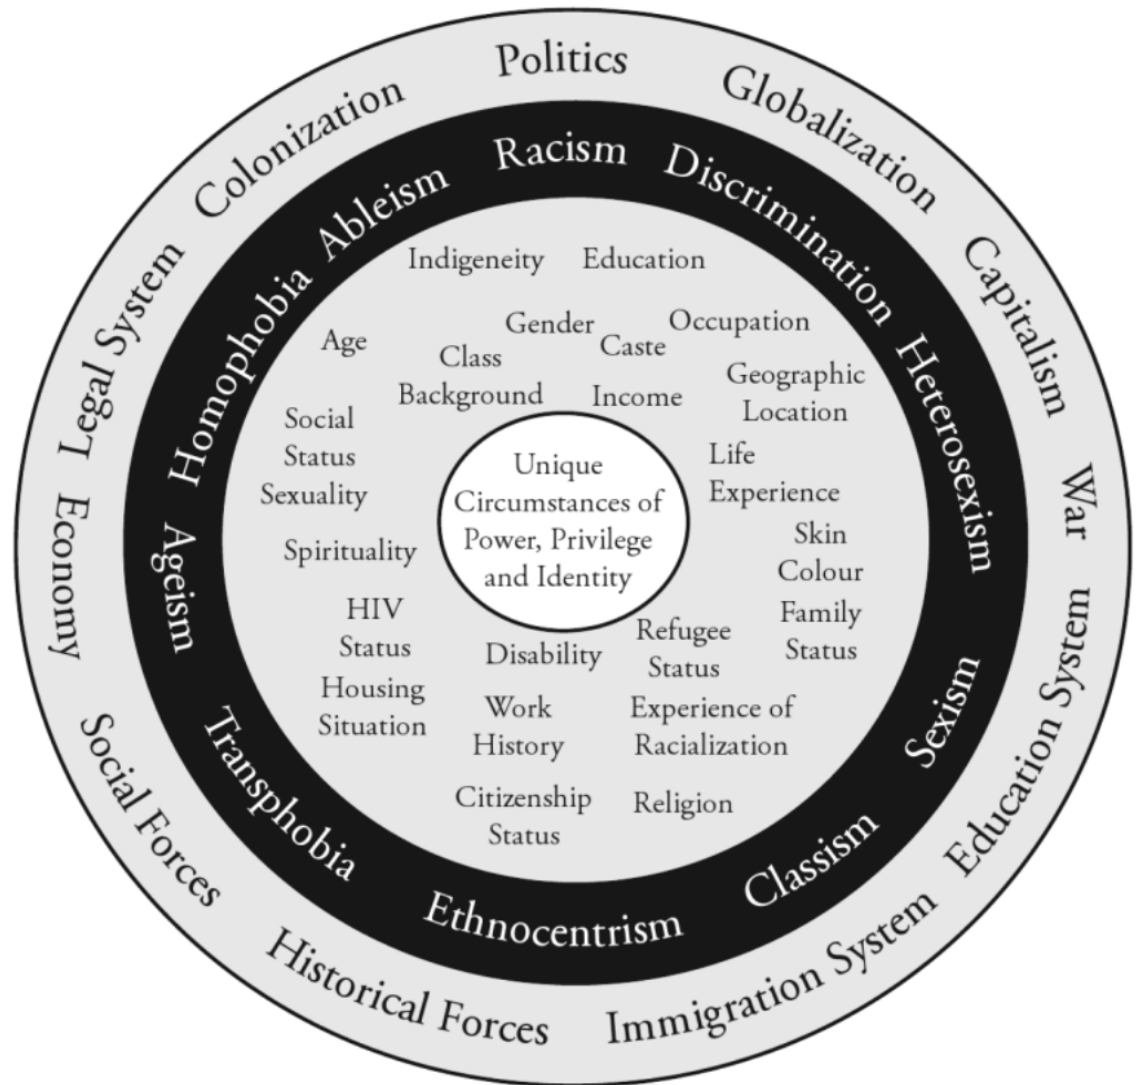 Politics
Globalization
Capitalism
War
Education System
Immigration System
Historical Forces
Social Forces
Economy
Legal System
Colonization
Racism
Discrimination
Heterosexism
Sexism
Classism
Ethnocentrism
Transphobia
Ageism
Homophobia
Ableism
Indigeneity
Education
Age
Gender
Occupation
Class
Background
Caste
Income
Geographic
Location
Social
Status
Sexuality
Life
Experience
Spirituality
Skin
Colour
HIV
Status
Family
Status
Disability
Refugee
Status
Housing
Situation
Work
History
Experience of
Racialization
Citizenship
Status
Religion
Unique
Circumstances of
Power, Privilege
and Identity